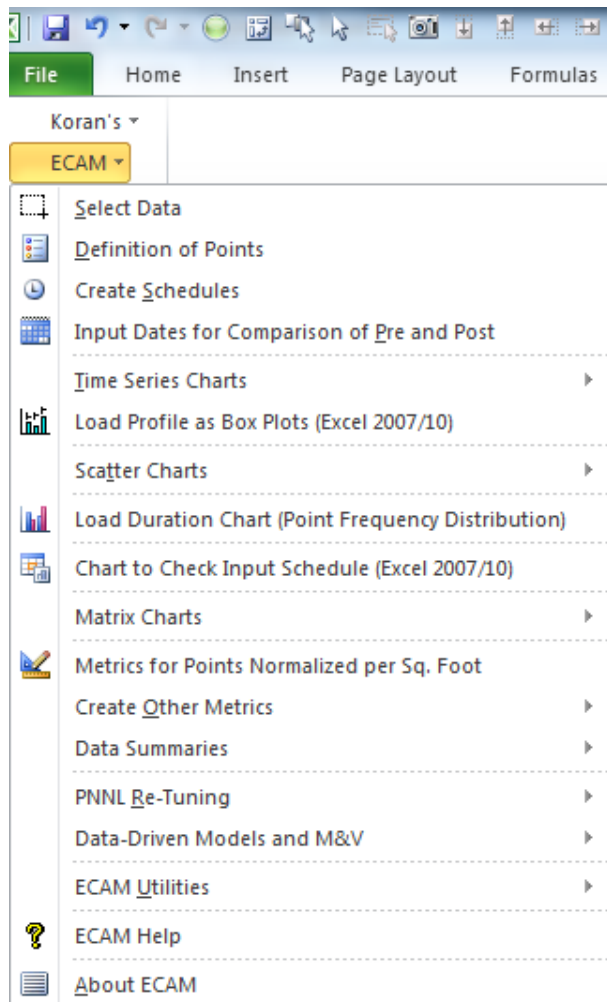 File Home Insert Page Layout Formulas
Koran's
ECAM
Select Data
Definition of Points
Create Schedules
Input Dates for Comparison of Pre and Post
Time Series Charts
Load Profile as Box Plots (Excel 2007/10)
Scatter Charts
Load Duration Chart (Point Frequency Distribution)
Chart to Check Input Schedule (Excel 2007/10)
Matrix Charts
Metrics for Points Normalized per Sq. Foot
Create Other Metrics
Data Summaries
PNNL Re-Tuning
Data-Driven Models and M&V
ECAM Utilities
ECAM Help
About ECAM